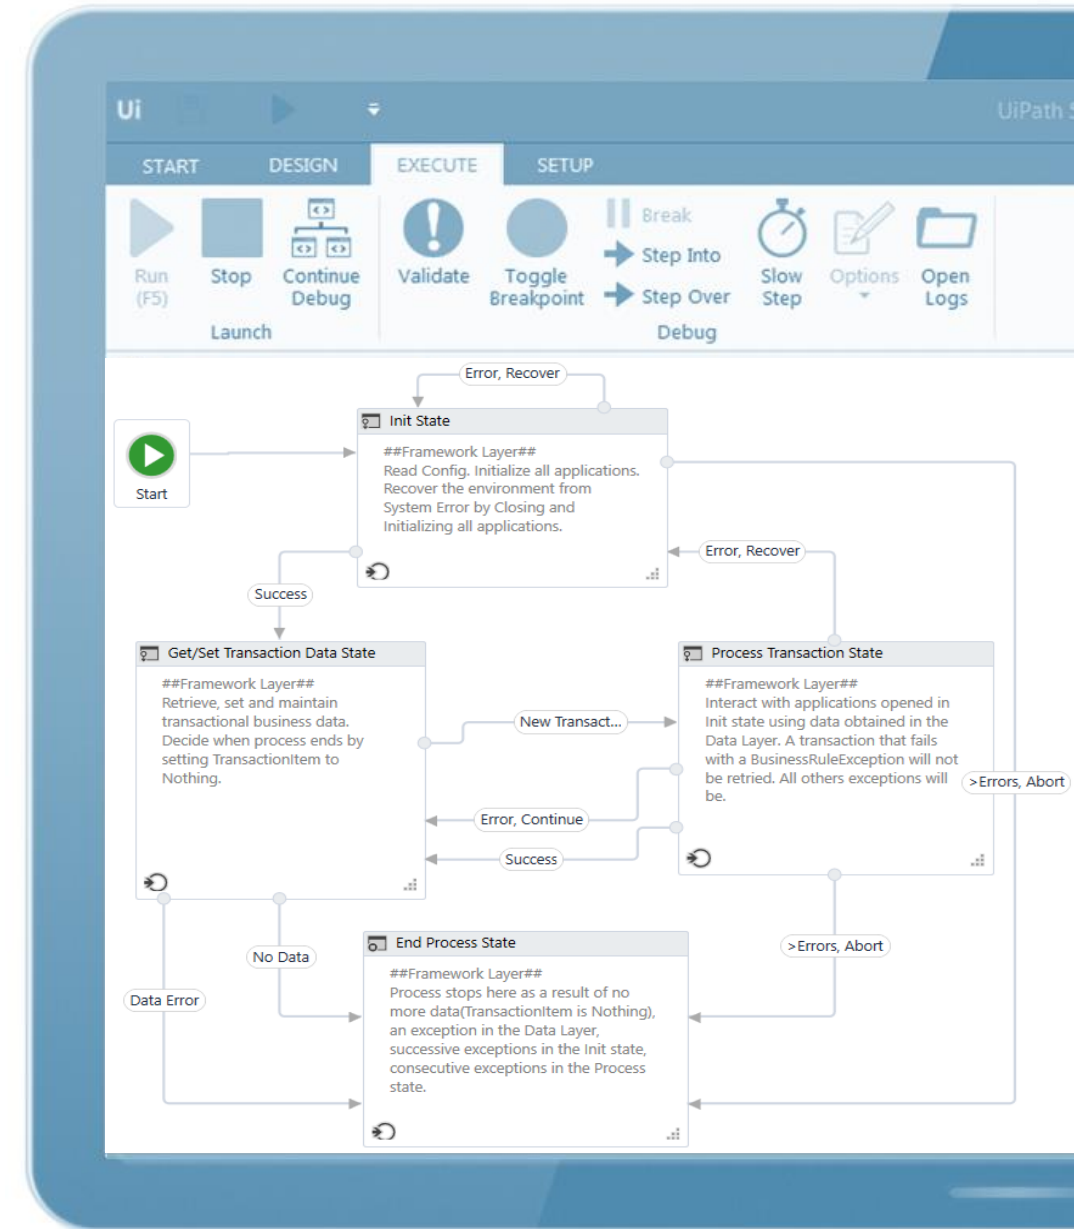 Ui
UiPath S
START DESIGN EXECUTE SETUP
Run
(F5)
Stop
Continue
Debug
Launch
Validate
Toggle
Breakpoint
Break
Step Into
Step Over
Slow
Step
Options
Open
Logs
Debug
Error, Recover
Start
Init State
##Framework Layer##
Read Config. Initialize all applications.
Recover the environment from
System Error by Closing and
Initializing all applications.
Error, Recover
Success
Get/Set Transaction Data State
##Framework Layer##
Retrieve, set and maintain
transactional business data.
Decide when process ends by
setting TransactionItem to
Nothing.
New Transact...
Error, Continue
Success
Process Transaction State
##Framework Layer##
Interact with applications opened in
Init state using data obtained in the
Data Layer. A transaction that fails
with a BusinessRuleException will not
be retried. All others exceptions will
be.
>Errors, Abort
>Errors, Abort
No Data
Data Error
End Process State
##Framework Layer##
Process stops here as a result of no
more data(TransactionItem is Nothing),
an exception in the Data Layer,
successive exceptions in the Init state,
consecutive exceptions in the Process
state.